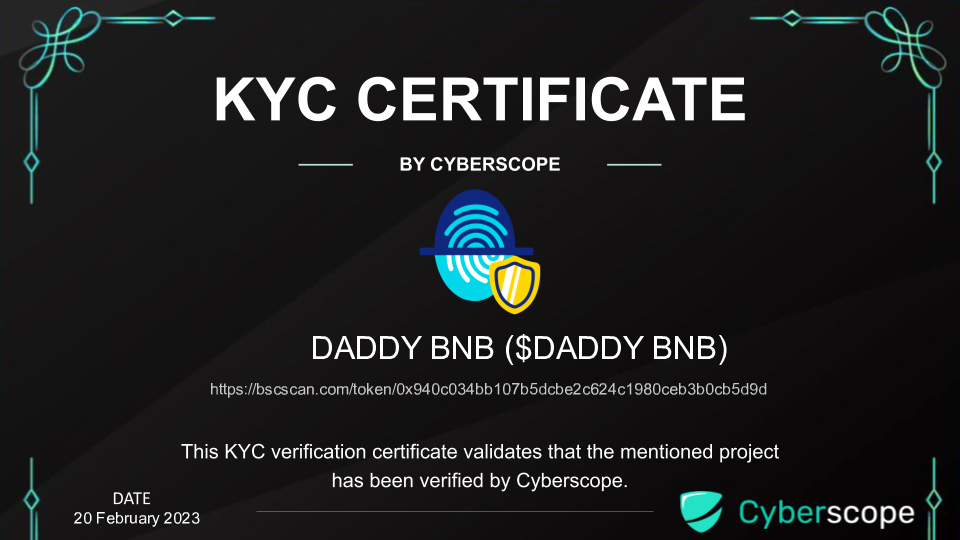 KYC CERTIFICATE
BY CYBERSCOPE
DADDY BNB ($DADDY BNB)
https://bscscan.com/token/0x940c034bb107b5dcbe2c624c1980ceb3b0cb5d9d
This KYC verification certificate validates that the mentioned project
has been verified by Cyberscope.
DATE
20 February 2023
Cyberscope